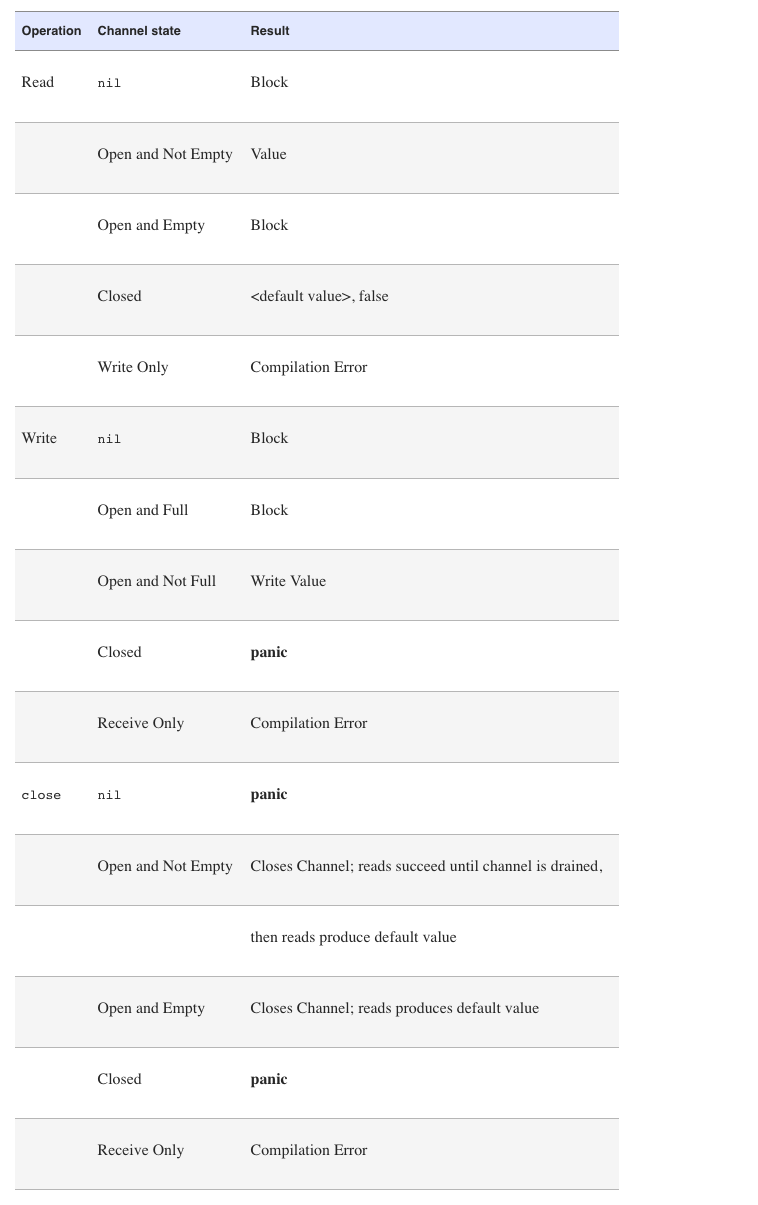 Operation Channel state Result
Read nil Block
Open and Not Empty Value
Open and Empty Block
Closed <default value>, false
Write Only Compilation Error
Write nil Block
Open and Full Block
Open and Not Full Write Value
Closed panic
Receive Only Compilation Error
close nil panic
Open and Not Empty Closes Channel; reads succeed until channel is drained,
then reads produce default value
Open and Empty Closes Channel; reads produces default value
Closed panic
Receive Only Compilation Error